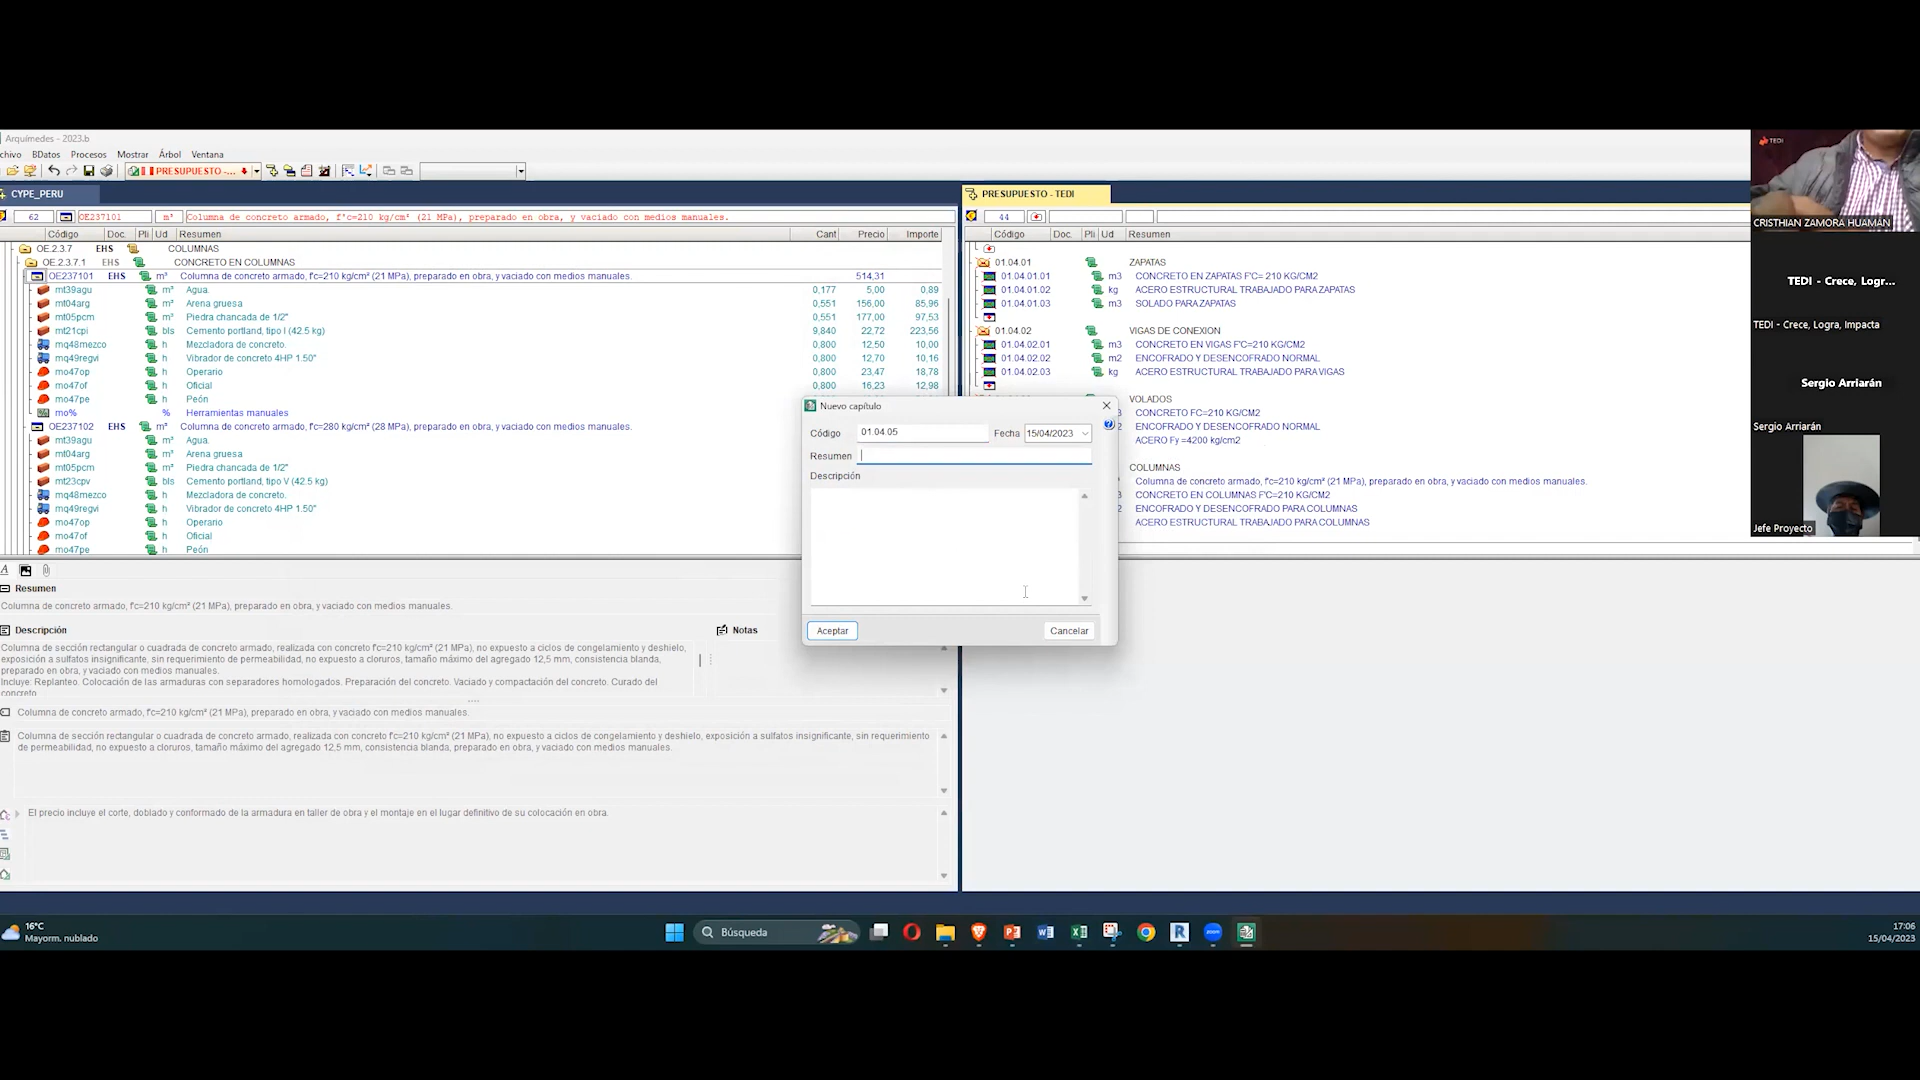 Arquímedes - 2023.b
chivo BDatos Procesos Mostrar Árbol Ventana
PRESUPUESTO -...
CYPE_PERU
62 OE237101 m³ Columna de concreto armado, f'c=210 kg/cm² (21 MPa), preparado en obra, y vaciado con medios manuales.
Código Doc. Pli Ud Resumen Cant Precio Importe
OE.2.3.7 EHS COLUMNAS
OE.2.3.7.1 EHS CONCRETO EN COLUMNAS
OE237101 EHS m³ Columna de concreto armado, f'c=210 kg/cm² (21 MPa), preparado en obra, y vaciado con medios manuales. 514,31
mt39agu m³ Agua. 0,177 5,00 0,89
mt04arg m³ Arena gruesa 0,551 156,00 85,96
mt05pcm m³ Piedra chancada de 1/2" 0,551 177,00 97,53
mt21cpi bls Cemento portland, tipo I (42.5 kg) 9,840 22,72 223,56
mq48mezco h Mezcladora de concreto. 0,800 12,50 10,00
mq49regvi h Vibrador de concreto 4HP 1.50" 0,800 12,70 10,16
mo47op h Operario 0,800 23,47 18,78
mo47of h Oficial 0,800 16,23 12,98
mo47pe h Peón
mo% % Herramientas manuales
OE237102 EHS m³ Columna de concreto armado, f'c=280 kg/cm² (28 MPa), preparado en obra, y vaciado con medios manuales.
mt39agu m³ Agua.
mt04arg m³ Arena gruesa
mt05pcm m³ Piedra chancada de 1/2"
mt23cpv bls Cemento portland, tipo V (42.5 kg)
mq48mezco h Mezcladora de concreto.
mq49regvi h Vibrador de concreto 4HP 1.50"
mo47op h Operario
mo47of h Oficial
mo47pe h Peón
PRESUPUESTO - TEDI
44
Código Doc. Pli Ud Resumen
01.04.01 ZAPATAS
01.04.01.01 m3 CONCRETO EN ZAPATAS F'C= 210 KG/CM2
01.04.01.02 kg ACERO ESTRUCTURAL TRABAJADO PARA ZAPATAS
01.04.01.03 m3 SOLADO PARA ZAPATAS
01.04.02 VIGAS DE CONEXION
01.04.02.01 m3 CONCRETO EN VIGAS F'C=210 KG/CM2
01.04.02.02 m2 ENCOFRADO Y DESENCOFRADO NORMAL
01.04.02.03 kg ACERO ESTRUCTURAL TRABAJADO PARA VIGAS
VOLADOS
3 CONCRETO FC=210 KG/CM2
2 ENCOFRADO Y DESENCOFRADO NORMAL
ACERO Fy =4200 kg/cm2
COLUMNAS
Columna de concreto armado, f'c=210 kg/cm² (21 MPa), preparado en obra, y vaciado con medios manuales.
3 CONCRETO EN COLUMNAS F'C=210 KG/CM2
2 ENCOFRADO Y DESENCOFRADO PARA COLUMNAS
ACERO ESTRUCTURAL TRABAJADO PARA COLUMNAS
Nuevo capítulo
Código 01.04.05 Fecha 15/04/2023
Resumen
Descripción
Aceptar Cancelar
Resumen
Columna de concreto armado, f'c=210 kg/cm² (21 MPa), preparado en obra, y vaciado con medios manuales.
Descripción Notas
Columna de sección rectangular o cuadrada de concreto armado, realizada con concreto f'c=210 kg/cm² (21 MPa), no expuesto a ciclos de congelamiento y deshielo,
exposición a sulfatos insignificante, sin requerimiento de permeabilidad, no expuesto a cloruros, tamaño máximo del agregado 12,5 mm, consistencia blanda,
preparado en obra, y vaciado con medios manuales.
Incluye: Replanteo. Colocación de las armaduras con separadores homologados. Preparación del concreto. Vaciado y compactación del concreto. Curado del
concreto.
Columna de concreto armado, f'c=210 kg/cm² (21 MPa), preparado en obra, y vaciado con medios manuales.
Columna de sección rectangular o cuadrada de concreto armado, realizada con concreto f'c=210 kg/cm² (21 MPa), no expuesto a ciclos de congelamiento y deshielo, exposición a sulfatos insignificante, sin requerimiento
de permeabilidad, no expuesto a cloruros, tamaño máximo del agregado 12,5 mm, consistencia blanda, preparado en obra, y vaciado con medios manuales.
El precio incluye el corte, doblado y conformado de la armadura en taller de obra y el montaje en el lugar definitivo de su colocación en obra.
TEDI
CRISTHIAN ZAMORA HUAMAN
TEDI - Crece, Logr...
TEDI - Crece, Logra, Impacta
Sergio Arriarán
Sergio Arriarán
Jefe Proyecto
16°C
Mayorm. nublado
Búsqueda
17:06
15/04/2023